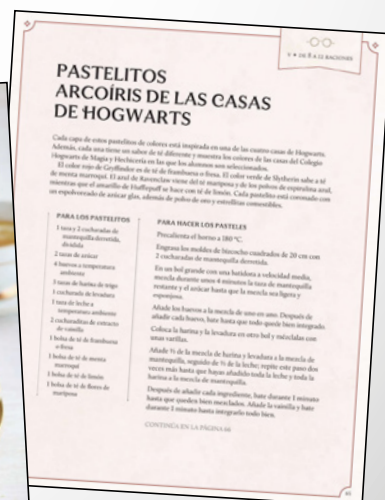 V • DE 8 A 12 RACIONES
PASTELITOS
ARCOÍRIS DE LAS CASAS
DE HOGWARTS
Cada capa de estos pastelitos de colores está inspirada en una de las cuatro casas de Hogwarts.
Además, cada una tiene un sabor de té diferente y muestra los colores de las casas del Colegio
Hogwarts de Magia y Hechicería en las que los alumnos son seleccionados.
El color rojo de Gryffindor es de té de frambuesa o fresa. El color verde de Slytherin sabe a té
de menta marroquí. El azul de Ravenclaw viene del té mariposa y de los polvos de espirulina azul,
mientras que el amarillo de Hufflepuff se hace con té de limón. Cada pastelito está coronado con
un espolvoreado de azúcar glas, además de polvo de oro y estrellitas comestibles.
PARA LOS PASTELITOS
1 taza y 2 cucharadas de
mantequilla derretida,
dividida
2 tazas de azúcar
4 huevos a temperatura
ambiente
3 tazas de harina de trigo
1 cucharada de levadura
1 taza de leche a
temperatura ambiente
2 cucharaditas de extracto
de vainilla
1 bolsa de té de frambuesa
o fresa
1 bolsa de té de menta
marroquí
1 bolsa de té de limón
1 bolsa de té de flores de
mariposa
PARA HACER LOS PASTELES
Precalienta el horno a 180 °C.
Engrasa los moldes de bizcocho cuadrados de 20 cm con
2 cucharadas de mantequilla derretida.
En un bol grande con una batidora a velocidad media,
mezcla durante unos 4 minutos la taza de mantequilla
restante y el azúcar hasta que la mezcla sea ligera y
esponjosa.
Añade los huevos a la mezcla de uno en uno. Después de
añadir cada huevo, bate hasta que todo quede bien integrado.
Coloca la harina y la levadura en otro bol y mézclalas con
unas varillas.
Añade ⅓ de la mezcla de harina y levadura a la mezcla de
mantequilla, seguido de ⅓ de la leche; repite este paso dos
veces más hasta que hayas añadido toda la leche y toda la
harina a la mezcla de mantequilla.
Después de añadir cada ingrediente, bate durante 1 minuto
hasta que queden bien mezclados. Añade la vainilla y bate
durante 1 minuto hasta integrarlo todo bien.
CONTINÚA EN LA PÁGINA 66